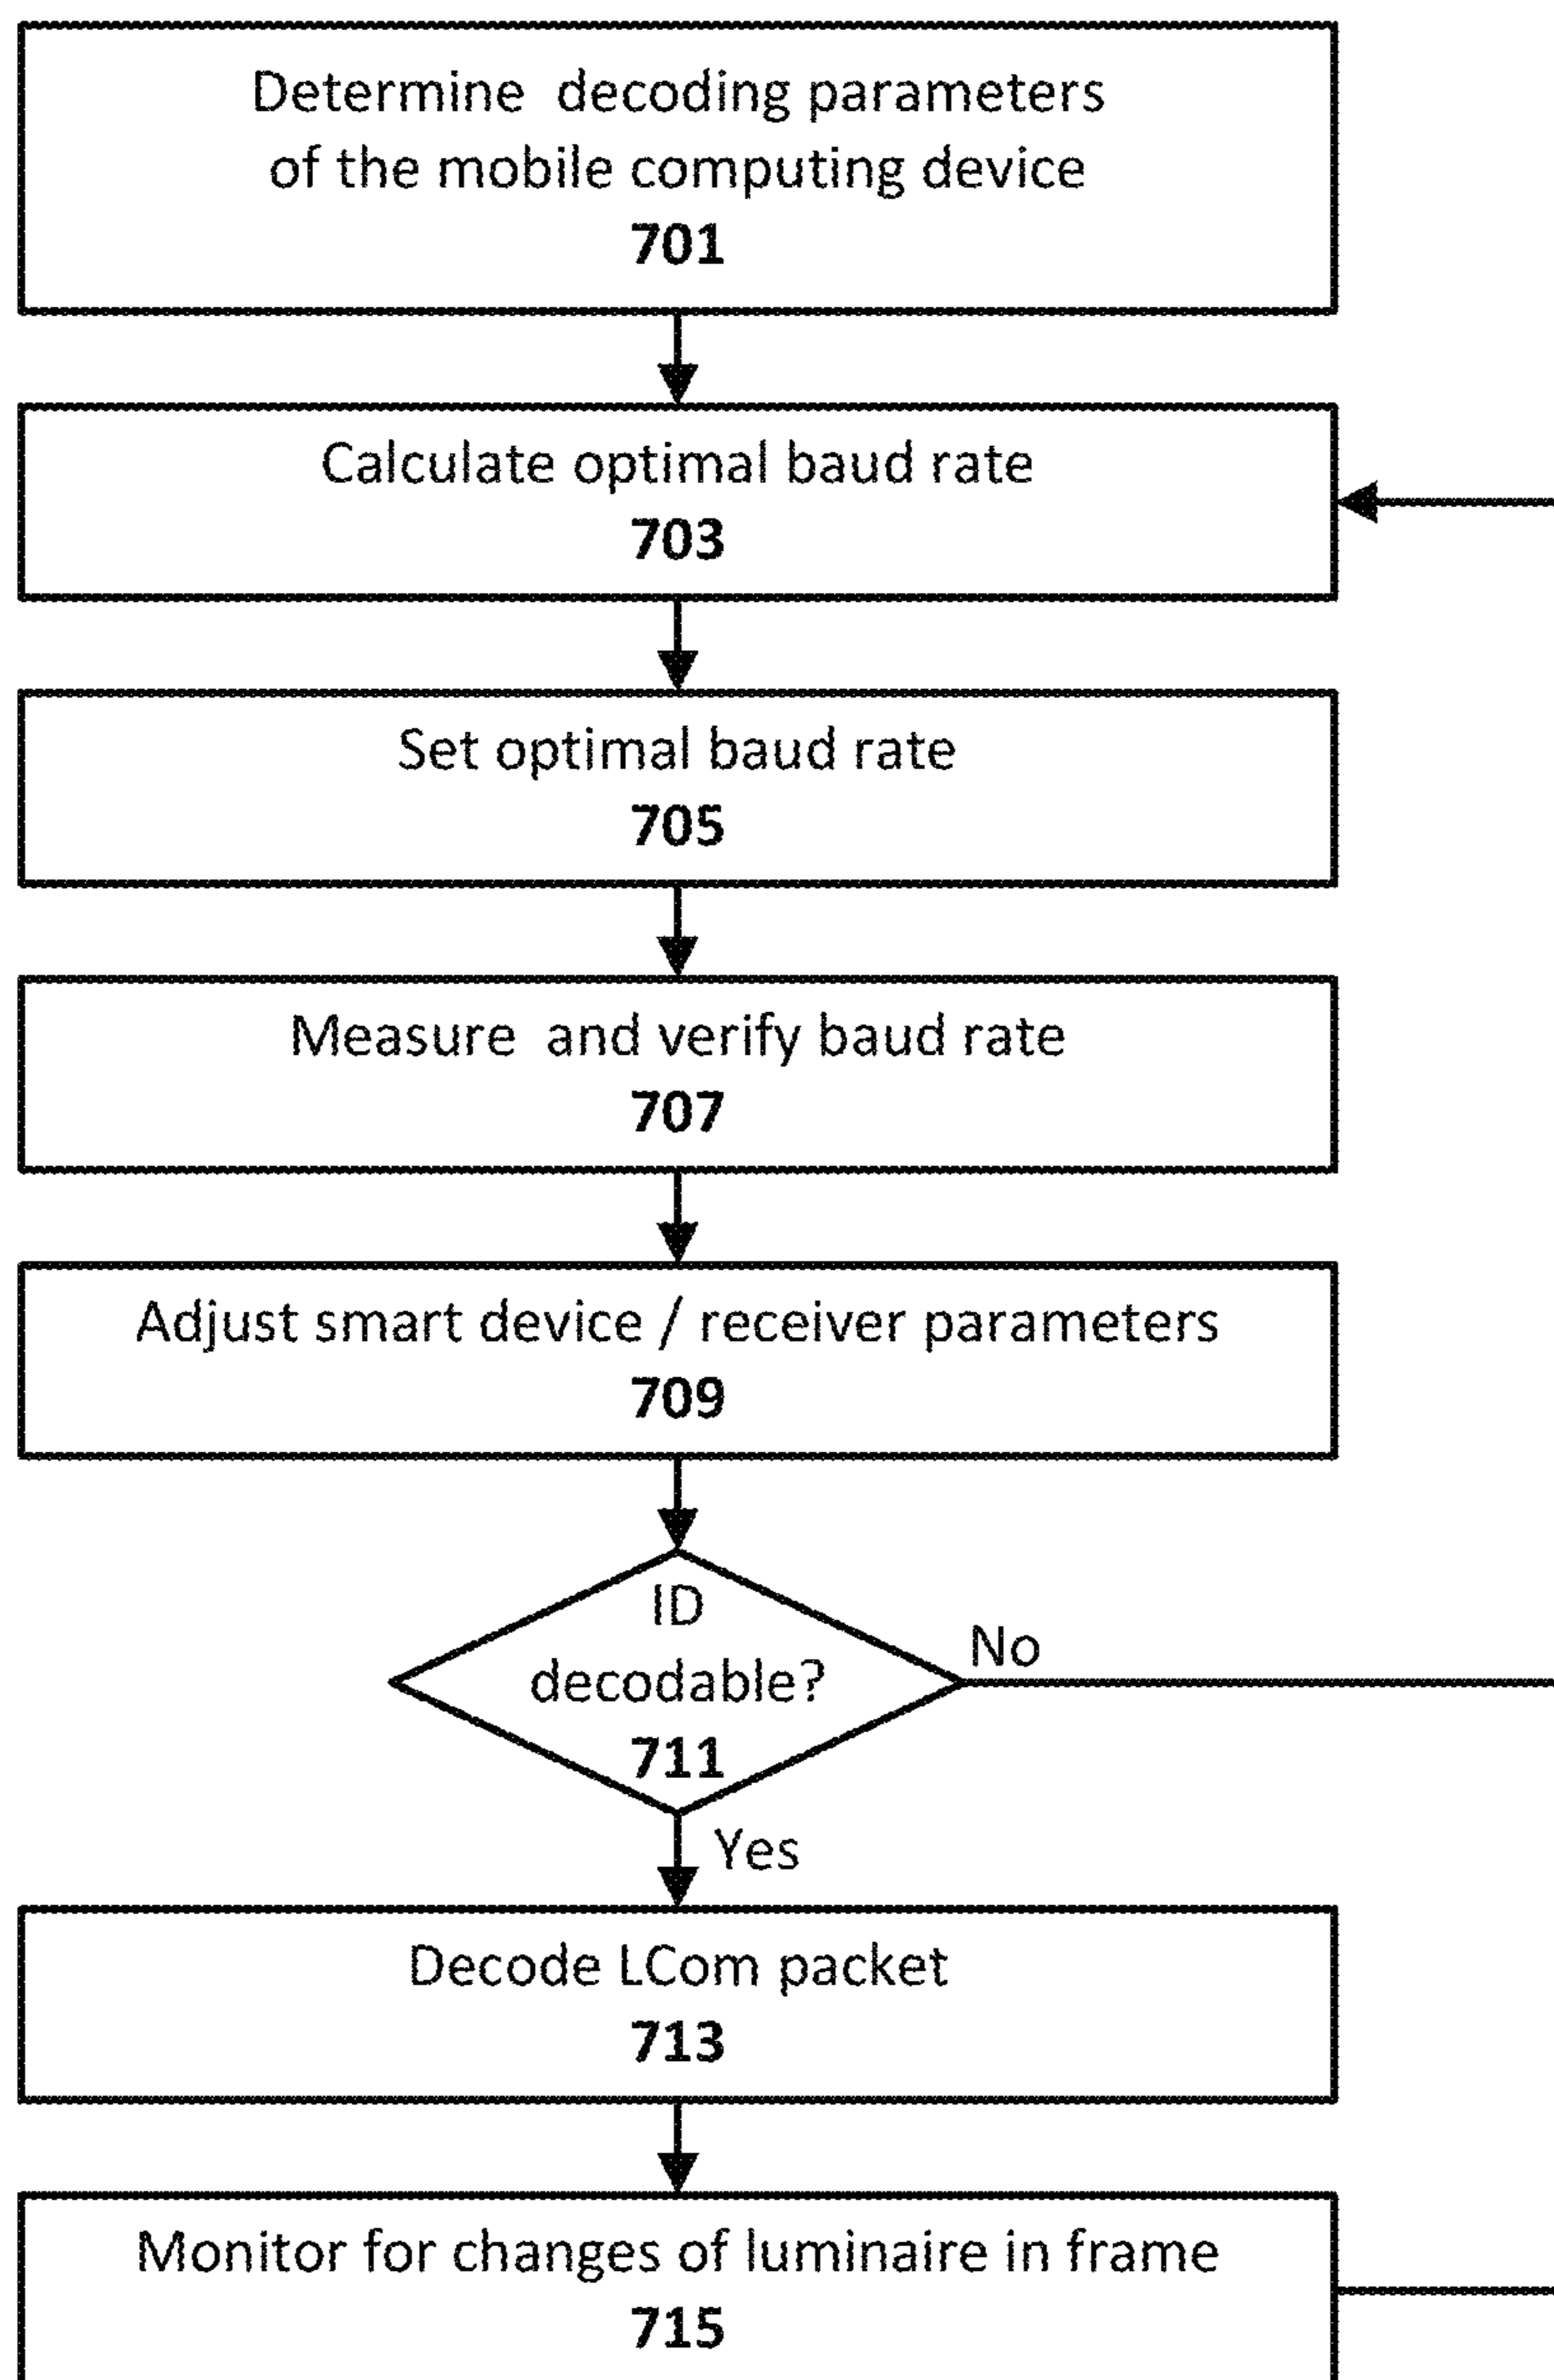 Determine decoding parameters
of the mobile computing device
701
Calculate optimal baud rate
703
Set optimal baud rate
705
Measure and verify baud rate
707
Adjust smart device / receiver parameters
709
ID
decodable?
711
No
Yes
Decode LCom packet
713
Monitor for changes of luminaire in frame
715